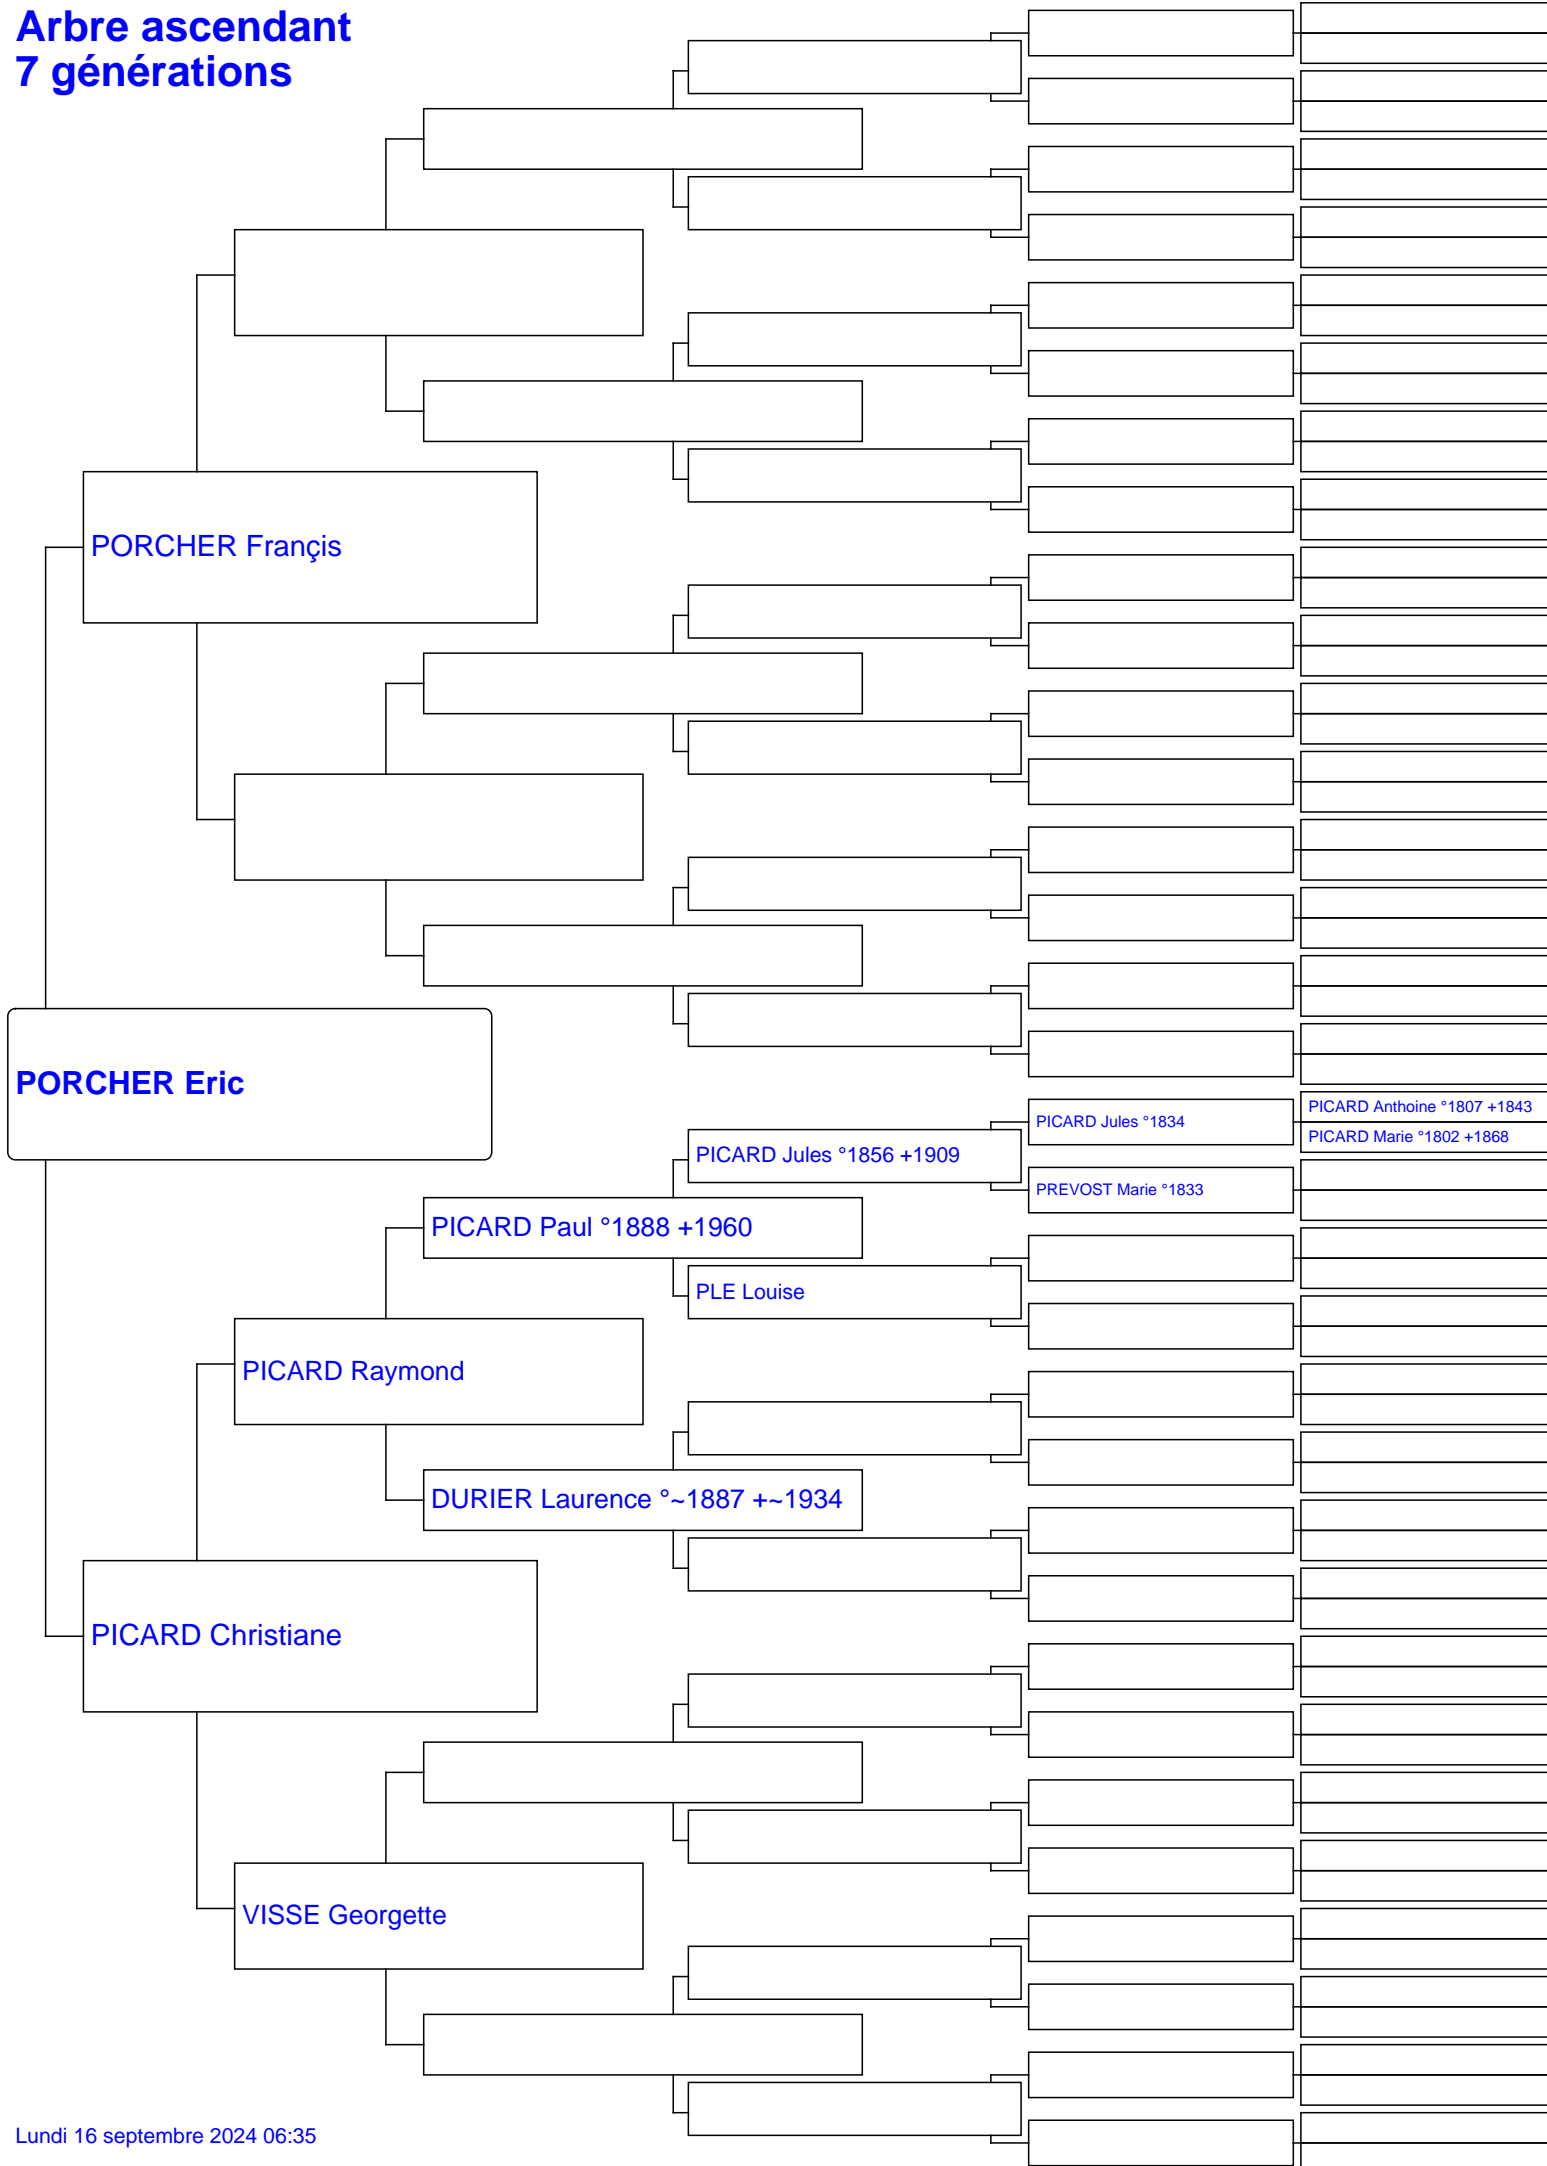 Arbre ascendant
7 générations
PORCHER Françis
PORCHER Eric
PICARD Anthoine °1807 +1843
PICARD Jules °1834
PICARD Marie °1802 +1868
PICARD Jules °1856 +1909
PREVOST Marie °1833
PICARD Paul °1888 +1960
PLE Louise
PICARD Raymond
DURIER Laurence °~1887 +~1934
PICARD Christiane
VISSE Georgette
Lundi 16 septembre 2024 06:35